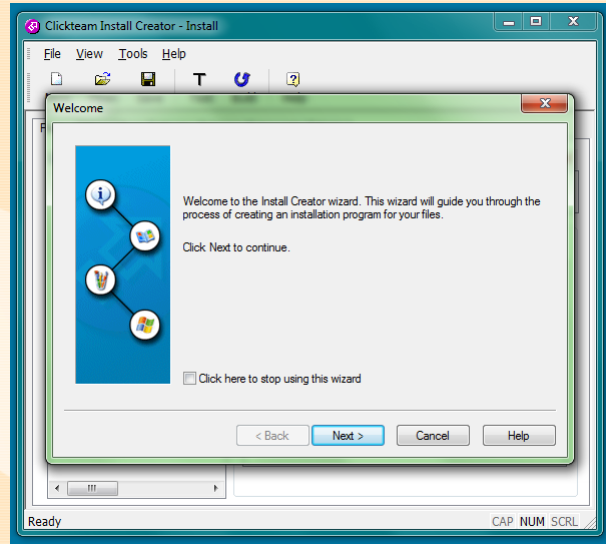 Clickteam Install Creator - Install
File View Tools Help
T
Welcome
Welcome to the Install Creator wizard. This wizard will guide you through the
process of creating an installation program for your files.
Click Next to continue.
Click here to stop using this wizard
< Back Next > Cancel Help
Ready CAP NUM SCRL